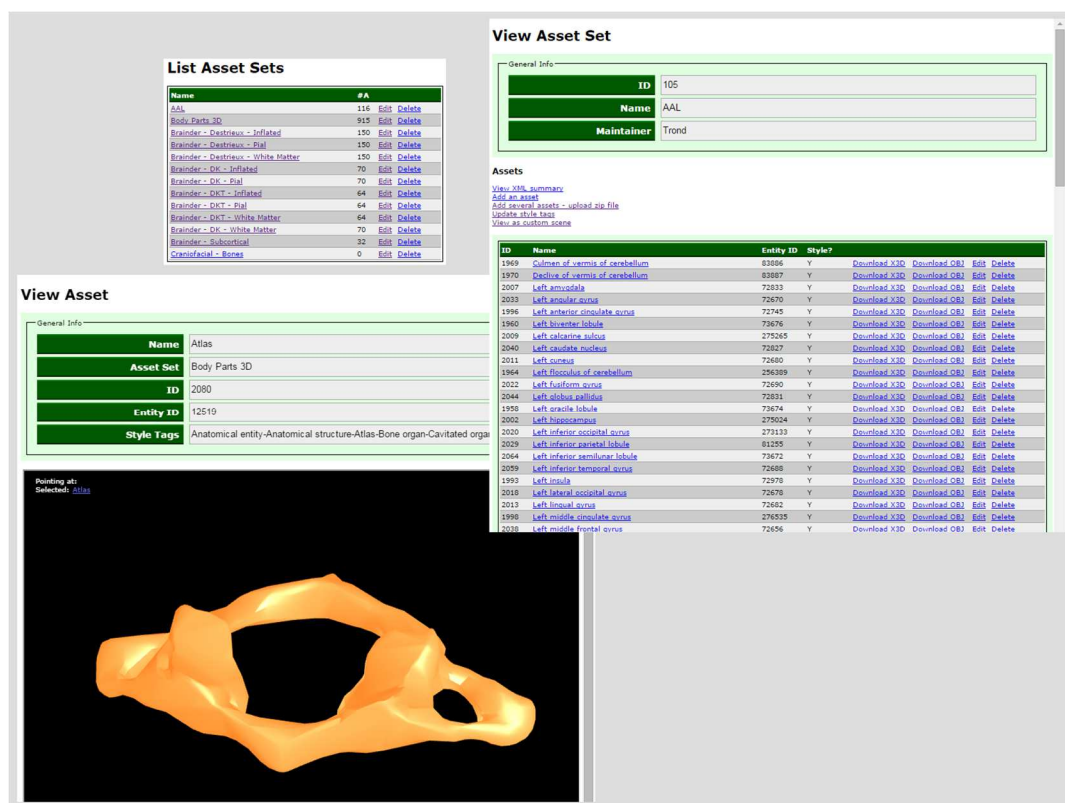 List Asset Sets
Name #A
AAL 116 Edit Delete
Body Parts 3D 915 Edit Delete
Brainder - Destrieux - Inflated 150 Edit Delete
Brainder - Destrieux - Pial 150 Edit Delete
Brainder - Destrieux - White Matter 150 Edit Delete
Brainder - DK - Inflated 70 Edit Delete
Brainder - DK - Pial 70 Edit Delete
Brainder - DKT - Inflated 64 Edit Delete
Brainder - DKT - Pial 64 Edit Delete
Brainder - DKT - White Matter 64 Edit Delete
Brainder - DK - White Matter 70 Edit Delete
Brainder - Subcortical 32 Edit Delete
Craniofacial - Bones 0 Edit Delete
View Asset Set
General Info
ID 105
Name AAL
Maintainer Trond
Assets
View XML summary
Add an asset
Add several assets - upload zip file
Update style tags
View as custom scene
ID Name Entity ID Style?
1969 Culmen of vermis of cerebellum 83886 Y Download X3D Download OBJ Edit Delete
1970 Declive of vermis of cerebellum 83887 Y Download X3D Download OBJ Edit Delete
2007 Left amygdala 72833 Y Download X3D Download OBJ Edit Delete
2033 Left angular gyrus 72670 Y Download X3D Download OBJ Edit Delete
1996 Left anterior cingulate gyrus 72745 Y Download X3D Download OBJ Edit Delete
1960 Left biventer lobule 73676 Y Download X3D Download OBJ Edit Delete
2009 Left calcarine sulcus 275265 Y Download X3D Download OBJ Edit Delete
2040 Left caudate nucleus 72827 Y Download X3D Download OBJ Edit Delete
2011 Left cuneus 72680 Y Download X3D Download OBJ Edit Delete
1964 Left flocculus of cerebellum 256389 Y Download X3D Download OBJ Edit Delete
2022 Left fusiform gyrus 72690 Y Download X3D Download OBJ Edit Delete
2044 Left globus pallidus 72831 Y Download X3D Download OBJ Edit Delete
1958 Left gracile lobule 73674 Y Download X3D Download OBJ Edit Delete
2002 Left hippocampus 275024 Y Download X3D Download OBJ Edit Delete
2020 Left inferior occipital gyrus 273133 Y Download X3D Download OBJ Edit Delete
2029 Left inferior parietal lobule 81255 Y Download X3D Download OBJ Edit Delete
2064 Left inferior semilunar lobule 73672 Y Download X3D Download OBJ Edit Delete
2059 Left inferior temporal gyrus 72688 Y Download X3D Download OBJ Edit Delete
1993 Left insula 72978 Y Download X3D Download OBJ Edit Delete
2018 Left lateral occipital gyrus 72678 Y Download X3D Download OBJ Edit Delete
2013 Left lingual gyrus 72682 Y Download X3D Download OBJ Edit Delete
1998 Left middle cingulate gyrus 276535 Y Download X3D Download OBJ Edit Delete
2038 Left middle frontal gyrus 72656 Y Download X3D Download OBJ Edit Delete
View Asset
General Info
Name Atlas
Asset Set Body Parts 3D
ID 2080
Entity ID 12519
Style Tags Anatomical entity-Anatomical structure-Atlas-Bone organ-Cavitated orga
Pointing at:
Selected: Atlas